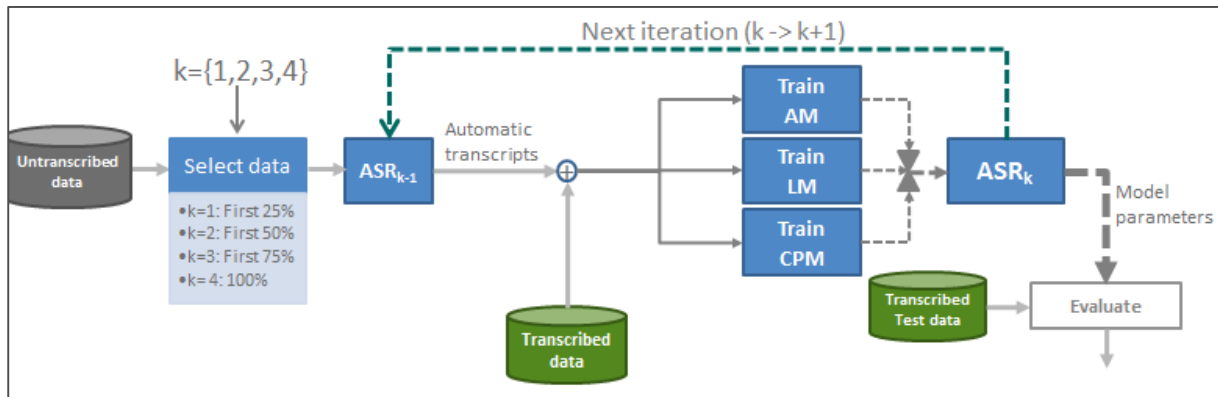 Next iteration (k -> k+1)
k={1,2,3,4}
Untranscribed
data
Select data
•k=1: First 25%
•k=2: First 50%
•k=3: First 75%
•k= 4: 100%
ASRk-1
Automatic
transcripts
Transcribed
data
Train
AM
Train
LM
Train
CPM
ASRk
Model
parameters
Transcribed
Test data
Evaluate